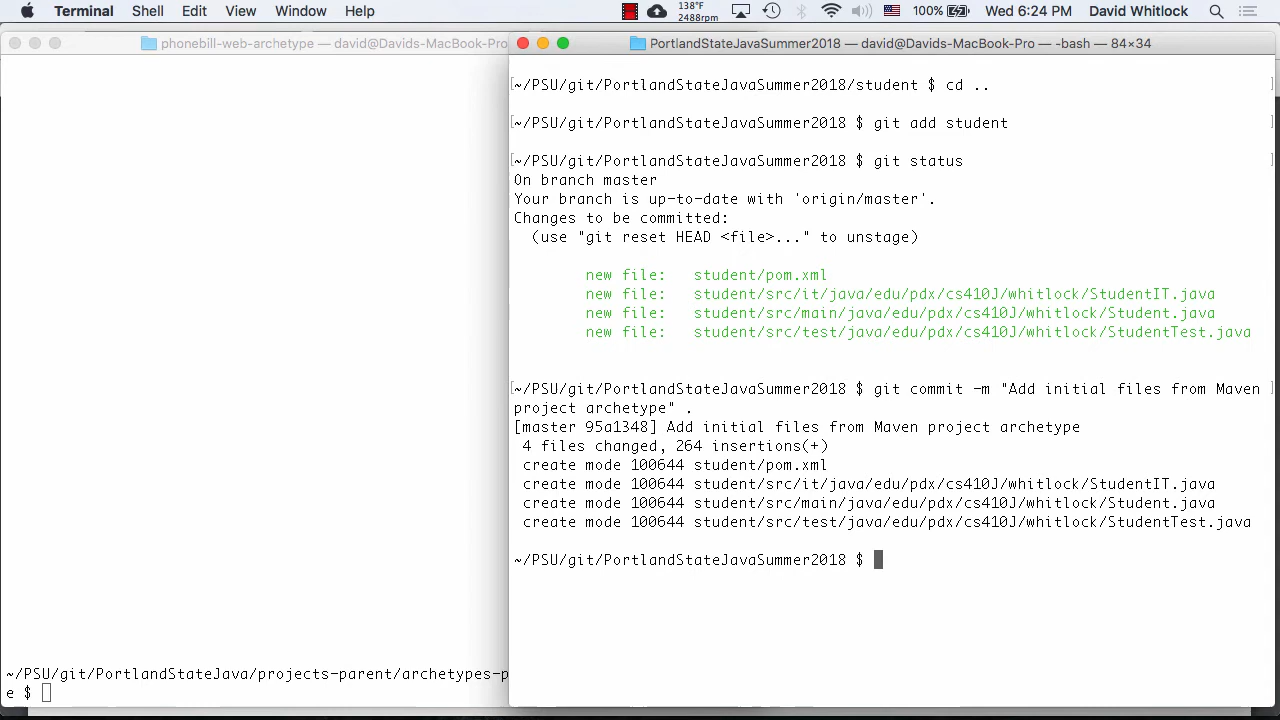 Terminal Shell Edit View Window Help 138°F 2488rpm 100% Wed 6:24 PM David Whitlock
phonebill-web-archetype — david@Davids-MacBook-Pro
PortlandStateJavaSummer2018 — david@Davids-MacBook-Pro — -bash — 84×34
[~/PSU/git/PortlandStateJavaSummer2018/student $ cd .. ]
[~/PSU/git/PortlandStateJavaSummer2018 $ git add student ]
[~/PSU/git/PortlandStateJavaSummer2018 $ git status ]
On branch master
Your branch is up-to-date with 'origin/master'.
Changes to be committed:
(use "git reset HEAD <file>..." to unstage)
new file: student/pom.xml
new file: student/src/it/java/edu/pdx/cs410J/whitlock/StudentIT.java
new file: student/src/main/java/edu/pdx/cs410J/whitlock/Student.java
new file: student/src/test/java/edu/pdx/cs410J/whitlock/StudentTest.java
[~/PSU/git/PortlandStateJavaSummer2018 $ git commit -m "Add initial files from Maven ]
project archetype" .
[master 95a1348] Add initial files from Maven project archetype
4 files changed, 264 insertions(+)
create mode 100644 student/pom.xml
create mode 100644 student/src/it/java/edu/pdx/cs410J/whitlock/StudentIT.java
create mode 100644 student/src/main/java/edu/pdx/cs410J/whitlock/Student.java
create mode 100644 student/src/test/java/edu/pdx/cs410J/whitlock/StudentTest.java
~/PSU/git/PortlandStateJavaSummer2018 $
~/PSU/git/PortlandStateJava/projects-parent/archetypes-p
e $